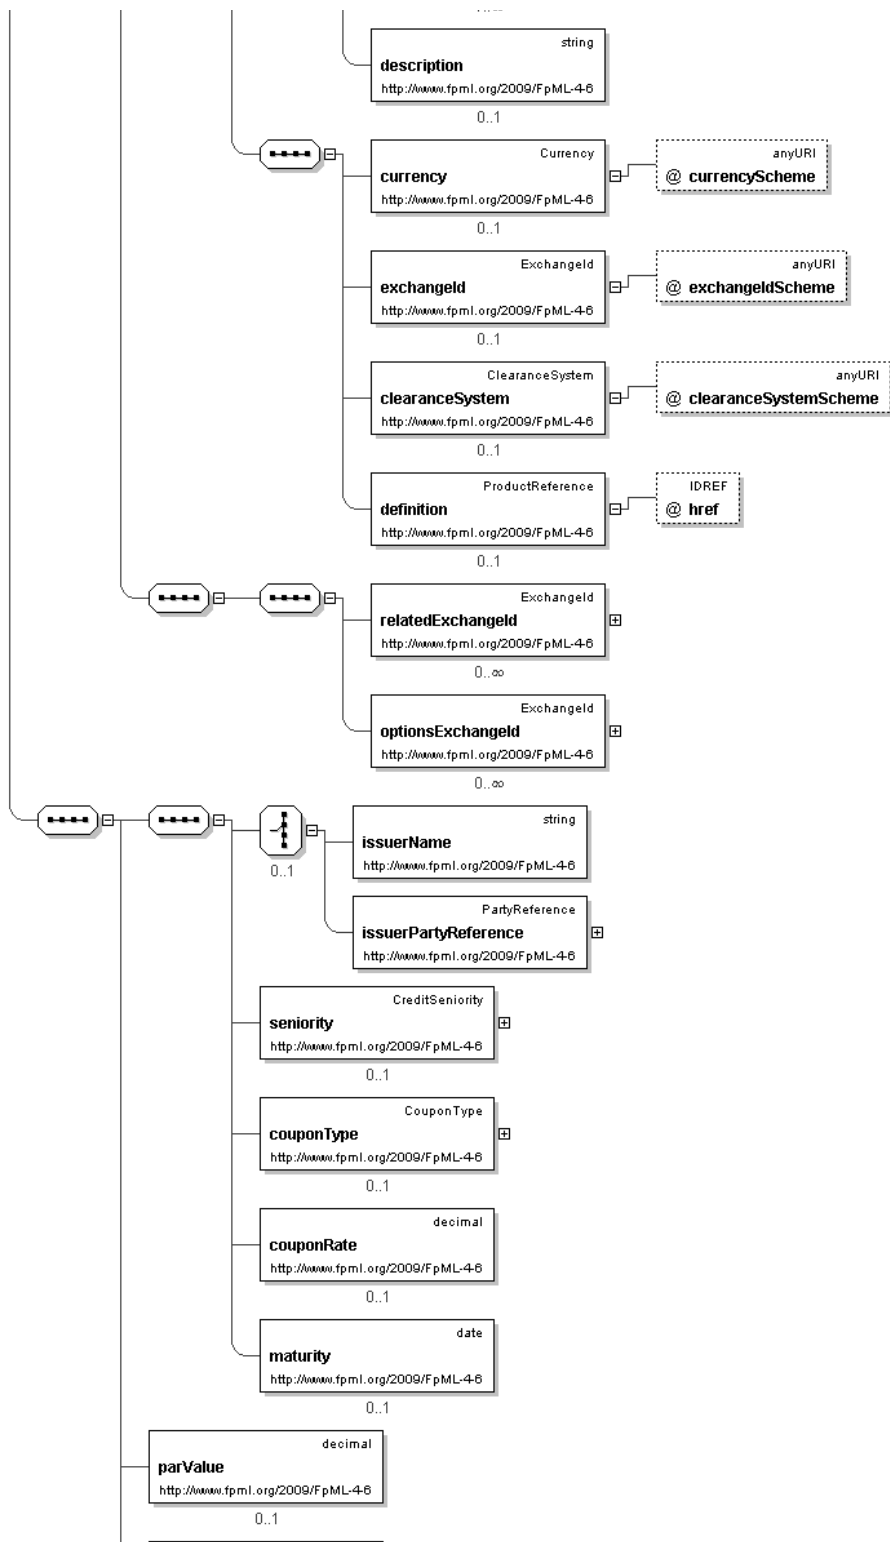 string
description
http://www.fpml.org/2009/FpML-4-6
0..1
Currency
currency
http://www.fpml.org/2009/FpML-4-6
0..1
anyURI
@ currencyScheme
ExchangeId
exchangeId
http://www.fpml.org/2009/FpML-4-6
0..1
anyURI
@ exchangeIdScheme
ClearanceSystem
clearanceSystem
http://www.fpml.org/2009/FpML-4-6
0..1
anyURI
@ clearanceSystemScheme
ProductReference
definition
http://www.fpml.org/2009/FpML-4-6
0..1
IDREF
@ href
ExchangeId
relatedExchangeId
http://www.fpml.org/2009/FpML-4-6
0..∞
ExchangeId
optionsExchangeId
http://www.fpml.org/2009/FpML-4-6
0..∞
0..1
string
issuerName
http://www.fpml.org/2009/FpML-4-6
PartyReference
issuerPartyReference
http://www.fpml.org/2009/FpML-4-6
CreditSeniority
seniority
http://www.fpml.org/2009/FpML-4-6
0..1
CouponType
couponType
http://www.fpml.org/2009/FpML-4-6
0..1
decimal
couponRate
http://www.fpml.org/2009/FpML-4-6
0..1
date
maturity
http://www.fpml.org/2009/FpML-4-6
0..1
decimal
parValue
http://www.fpml.org/2009/FpML-4-6
0..1